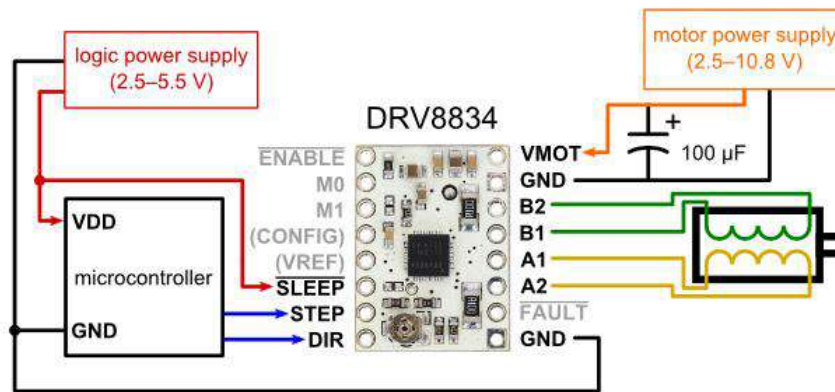 logic power supply
(2.5–5.5 V)
motor power supply
(2.5–10.8 V)
DRV8834
+
100 µF
ENABLE
M0
M1
(CONFIG)
(VREF)
SLEEP
STEP
DIR
VMOT
GND
B2
B1
A1
A2
FAULT
GND
VDD
microcontroller
GND